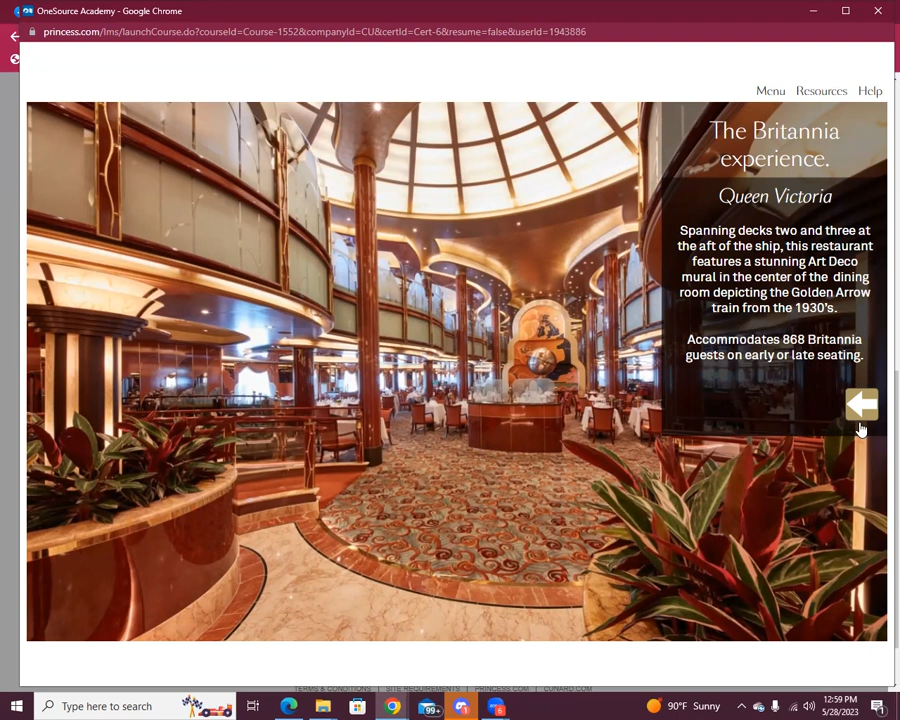 OneSource Academy - Google Chrome
princess.com/lms/launchCourse.do?courseId=Course-1552&companyId=CU&certId=Cert-6&resume=false&userId=1943886
Menu Resources Help
The Britannia
experience.
Queen Victoria
Spanning decks two and three at
the aft of the ship, this restaurant
features a stunning Art Deco
mural in the center of the dining
room depicting the Golden Arrow
train from the 1930's.
Accommodates 868 Britannia
guests on early or late seating.
TERMS & CONDITIONS | SITE REQUIREMENTS | PRINCESS.COM | CUNARD.COM
Type here to search
99+
1
6
90°F Sunny
12:59 PM
5/28/2023